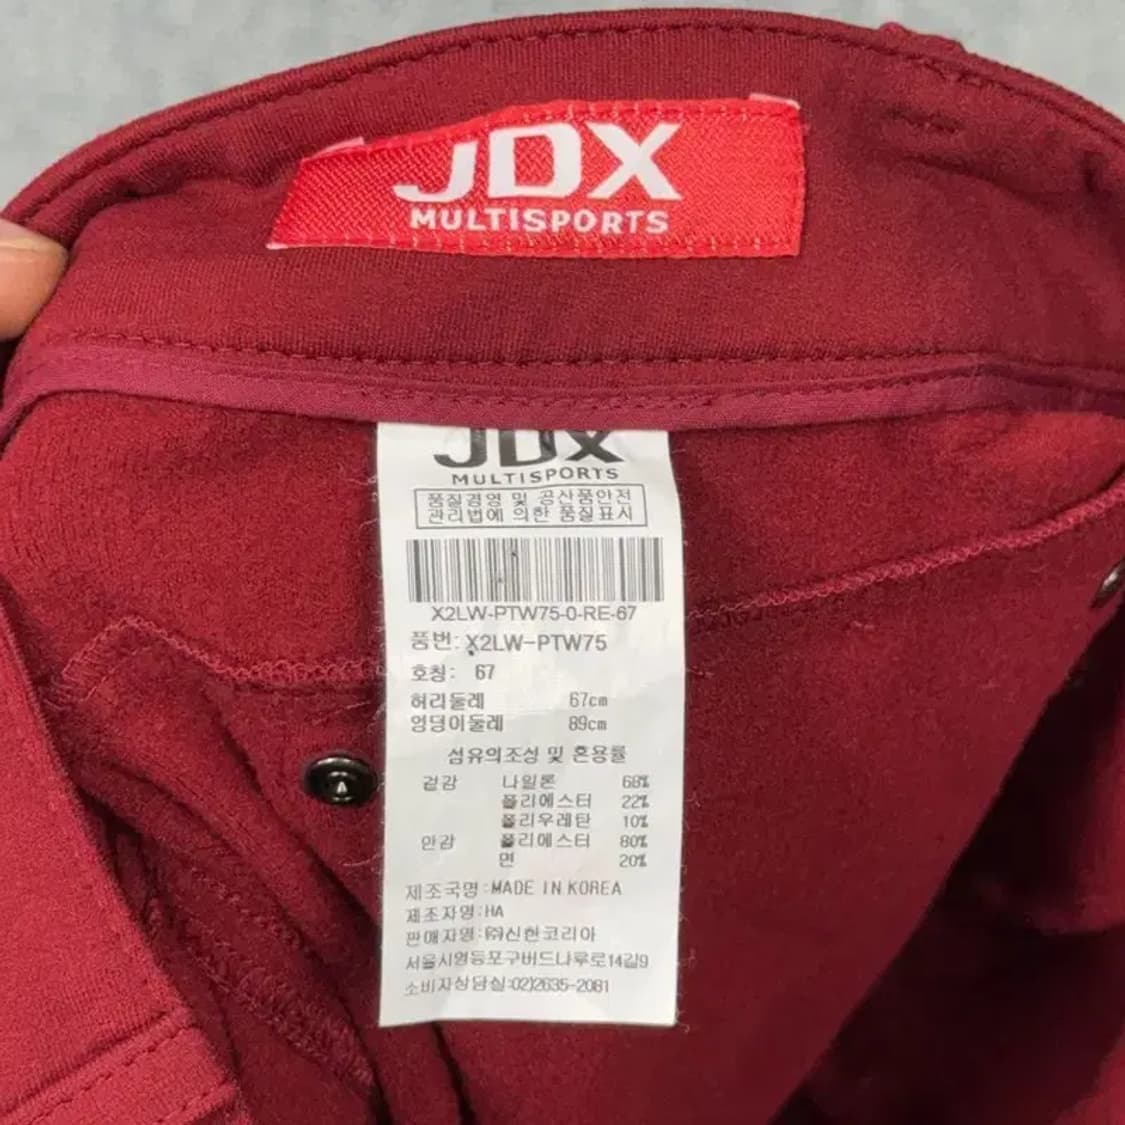 JDX
MULTISPORTS
JDX
MULTISPORTS
품질경영 및 공산품안전
관리법에 의한 품질표시
X2LW-PTW75-0-RE-67
품번: X2LW-PTW75
호칭: 67
허리둘레 67cm
엉덩이둘레 89cm
섬유의조성 및 혼용률
겉감 나일론 68%
폴리에스터 22%
폴리우레탄 10%
안감 폴리에스터 80%
면 20%
제조국명:MADE IN KOREA
제조자명:HA
판매자명:㈜신한코리아
서울시영등포구버드나루로14길9
소비자상담실:02)2635-2081